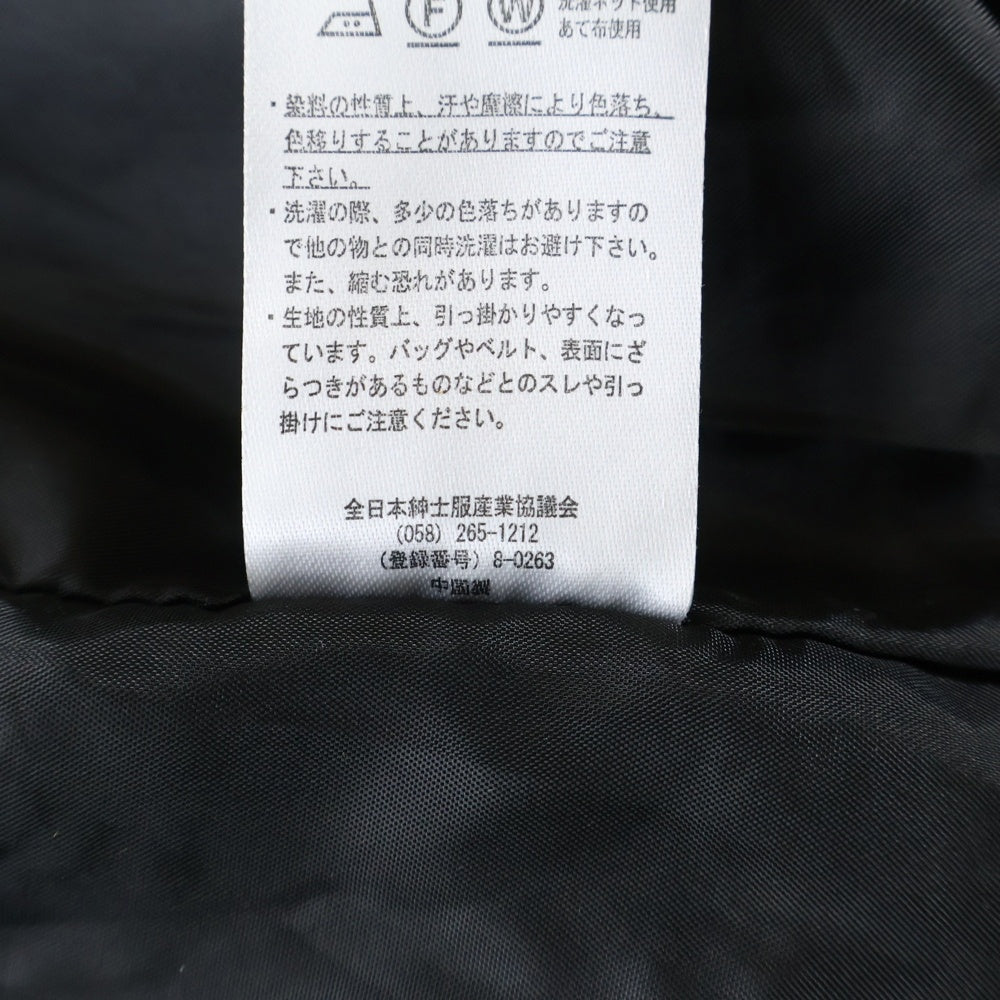 F W 洗濯ネット使用
あて布使用
・染料の性質上、汗や摩擦により色落ち、
色移りすることがありますのでご注意
下さい。
・洗濯の際、多少の色落ちがありますの
で他の物との同時洗濯はお避け下さい。
また、縮む恐れがあります。
・生地の性質上、引っ掛かりやすくなっ
ています。バッグやベルト、表面にざ
らつきがあるものなどとのスレや引っ
掛けにご注意ください。
全日本紳士服産業協議会
(058) 265-1212
(登録番号) 8-0263
中国製